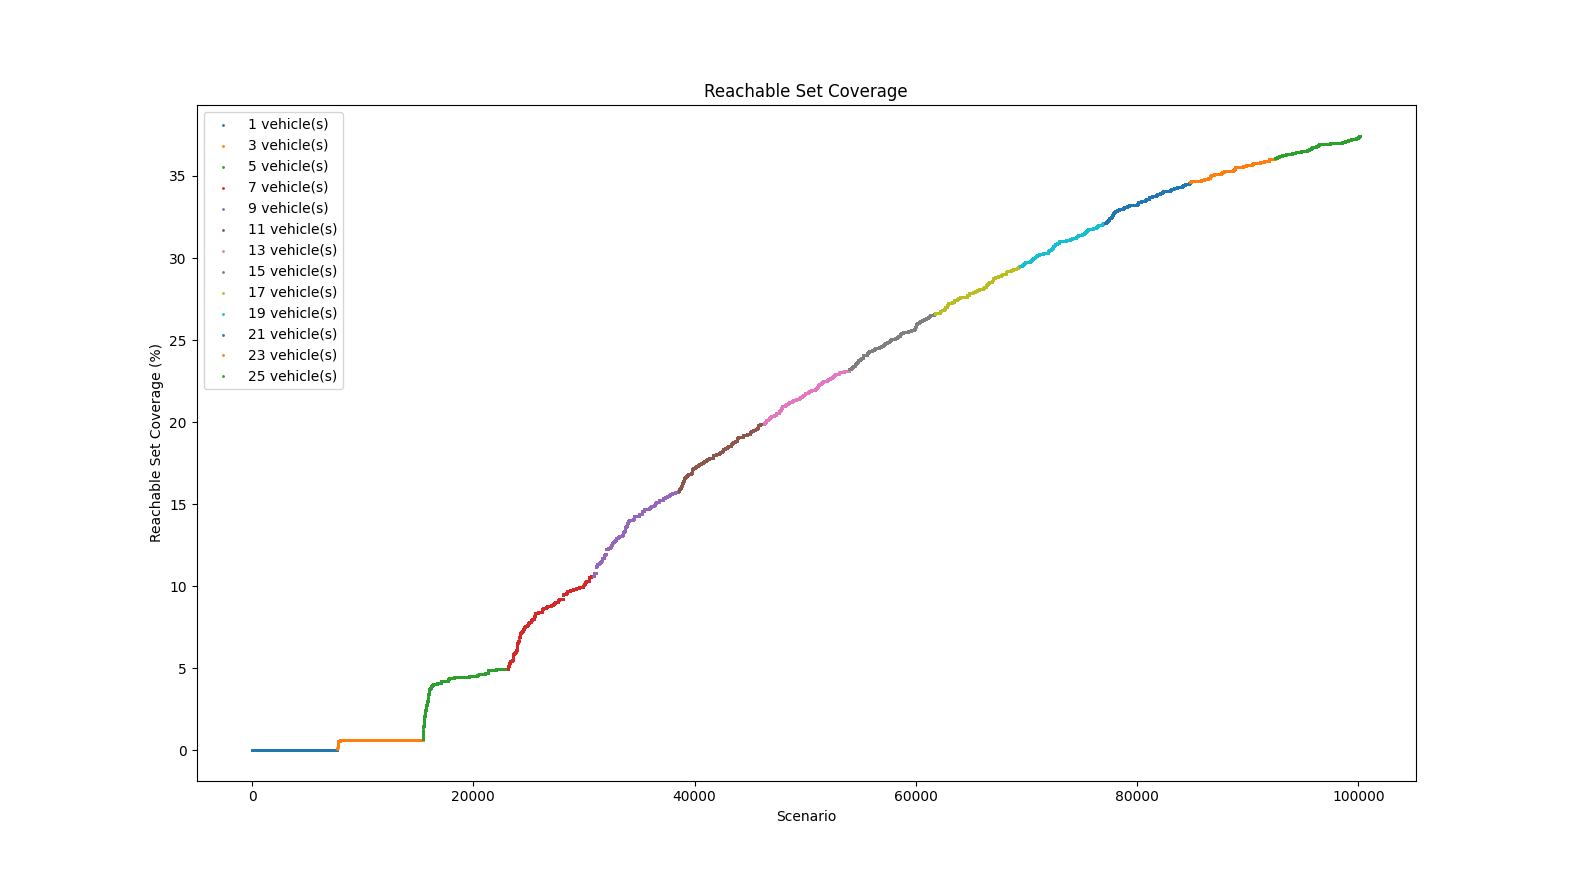 Reachable Set Coverage
1 vehicle(s)
3 vehicle(s)
5 vehicle(s)
7 vehicle(s)
9 vehicle(s)
11 vehicle(s)
13 vehicle(s)
15 vehicle(s)
17 vehicle(s)
19 vehicle(s)
21 vehicle(s)
23 vehicle(s)
25 vehicle(s)
Reachable Set Coverage (%)
35
30
25
20
15
10
5
0
0 20000 40000 60000 80000 100000
Scenario